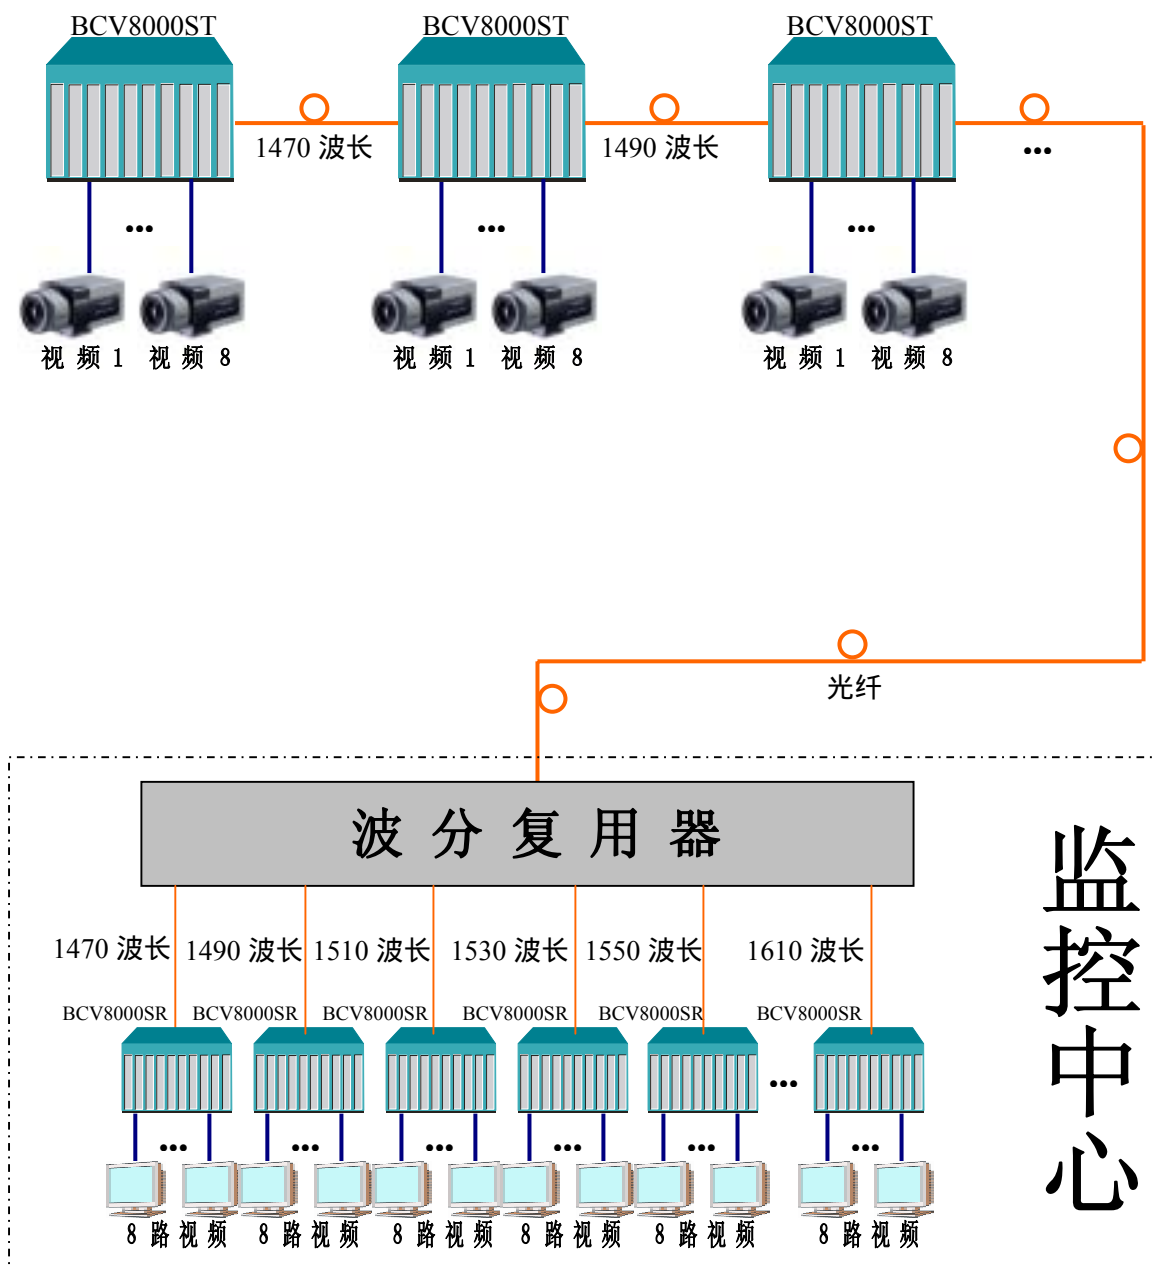 BCV8000ST BCV8000ST BCV8000ST
1470 波长 1490 波长 ...
... ... ...
视 频 1 视 频 8 视 频 1 视 频 8 视 频 1 视 频 8
光纤
波 分 复 用 器
监控中心
1470 波长 1490 波长 1510 波长 1530 波长 1550 波长 1610 波长
BCV8000SR BCV8000SR BCV8000SR BCV8000SR BCV8000SR BCV8000SR
...
... ... ... ... ... ...
8 路 视 频 8 路 视 频 8 路 视 频 8 路 视 频 8 路 视 频 8 路 视 频